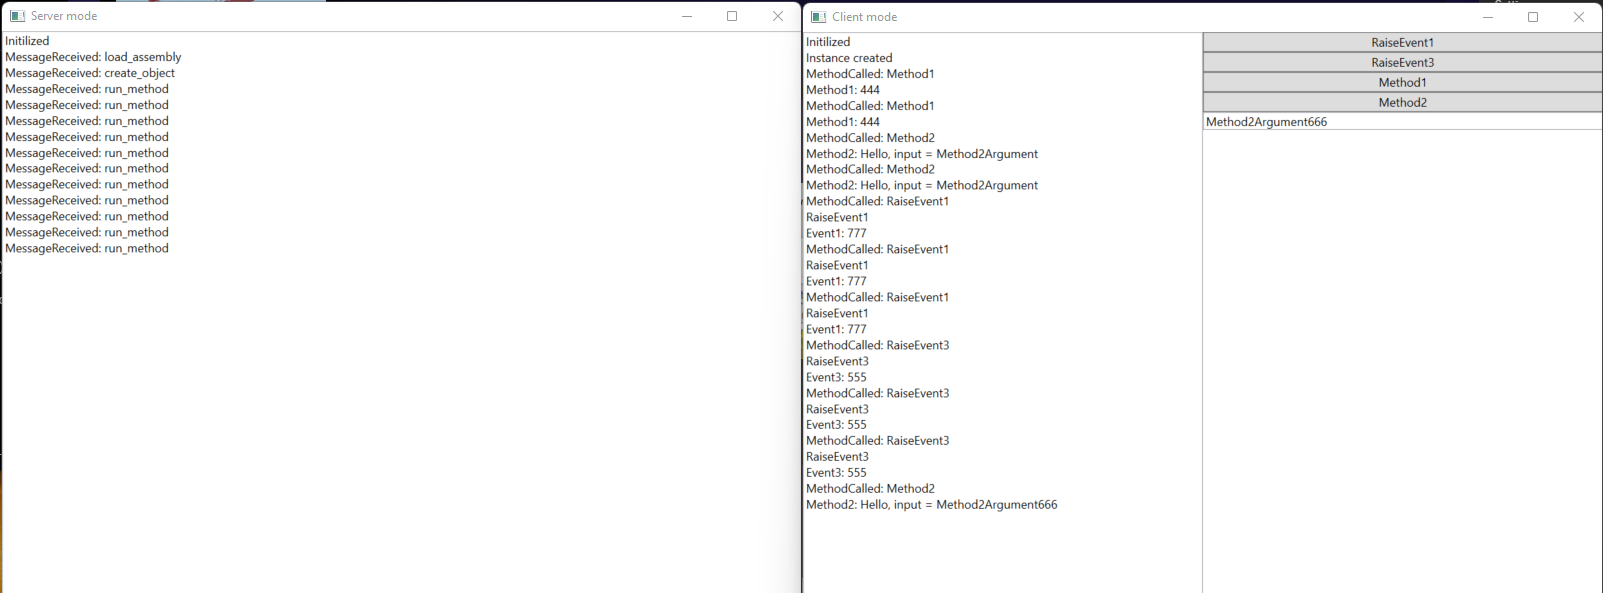 Server mode
Initilized
MessageReceived: load_assembly
MessageReceived: create_object
MessageReceived: run_method
MessageReceived: run_method
MessageReceived: run_method
MessageReceived: run_method
MessageReceived: run_method
MessageReceived: run_method
MessageReceived: run_method
MessageReceived: run_method
MessageReceived: run_method
MessageReceived: run_method
MessageReceived: run_method
Client mode
Initilized
Instance created
MethodCalled: Method1
Method1: 444
MethodCalled: Method1
Method1: 444
MethodCalled: Method2
Method2: Hello, input = Method2Argument
MethodCalled: Method2
Method2: Hello, input = Method2Argument
MethodCalled: RaiseEvent1
RaiseEvent1
Event1: 777
MethodCalled: RaiseEvent1
RaiseEvent1
Event1: 777
MethodCalled: RaiseEvent1
RaiseEvent1
Event1: 777
MethodCalled: RaiseEvent3
RaiseEvent3
Event3: 555
MethodCalled: RaiseEvent3
RaiseEvent3
Event3: 555
MethodCalled: RaiseEvent3
RaiseEvent3
Event3: 555
MethodCalled: Method2
Method2: Hello, input = Method2Argument666
RaiseEvent1
RaiseEvent3
Method1
Method2
Method2Argument666